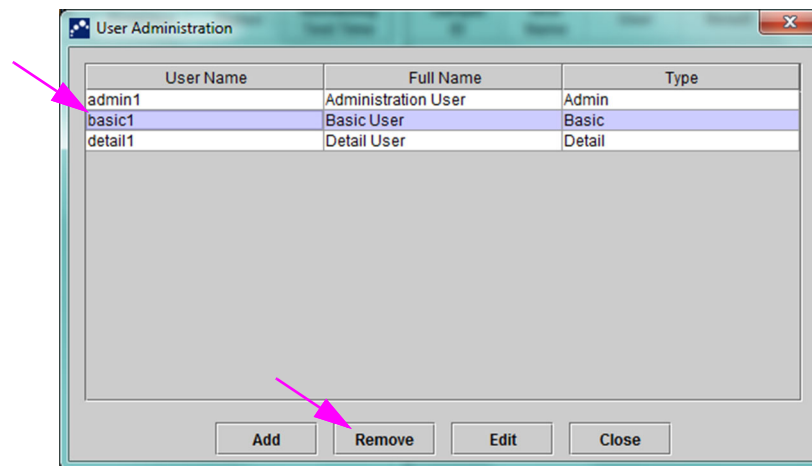 User Administration
User Name Full Name Type
admin1 Administration User Admin
basic1 Basic User Basic
detail1 Detail User Detail
Add Remove Edit Close